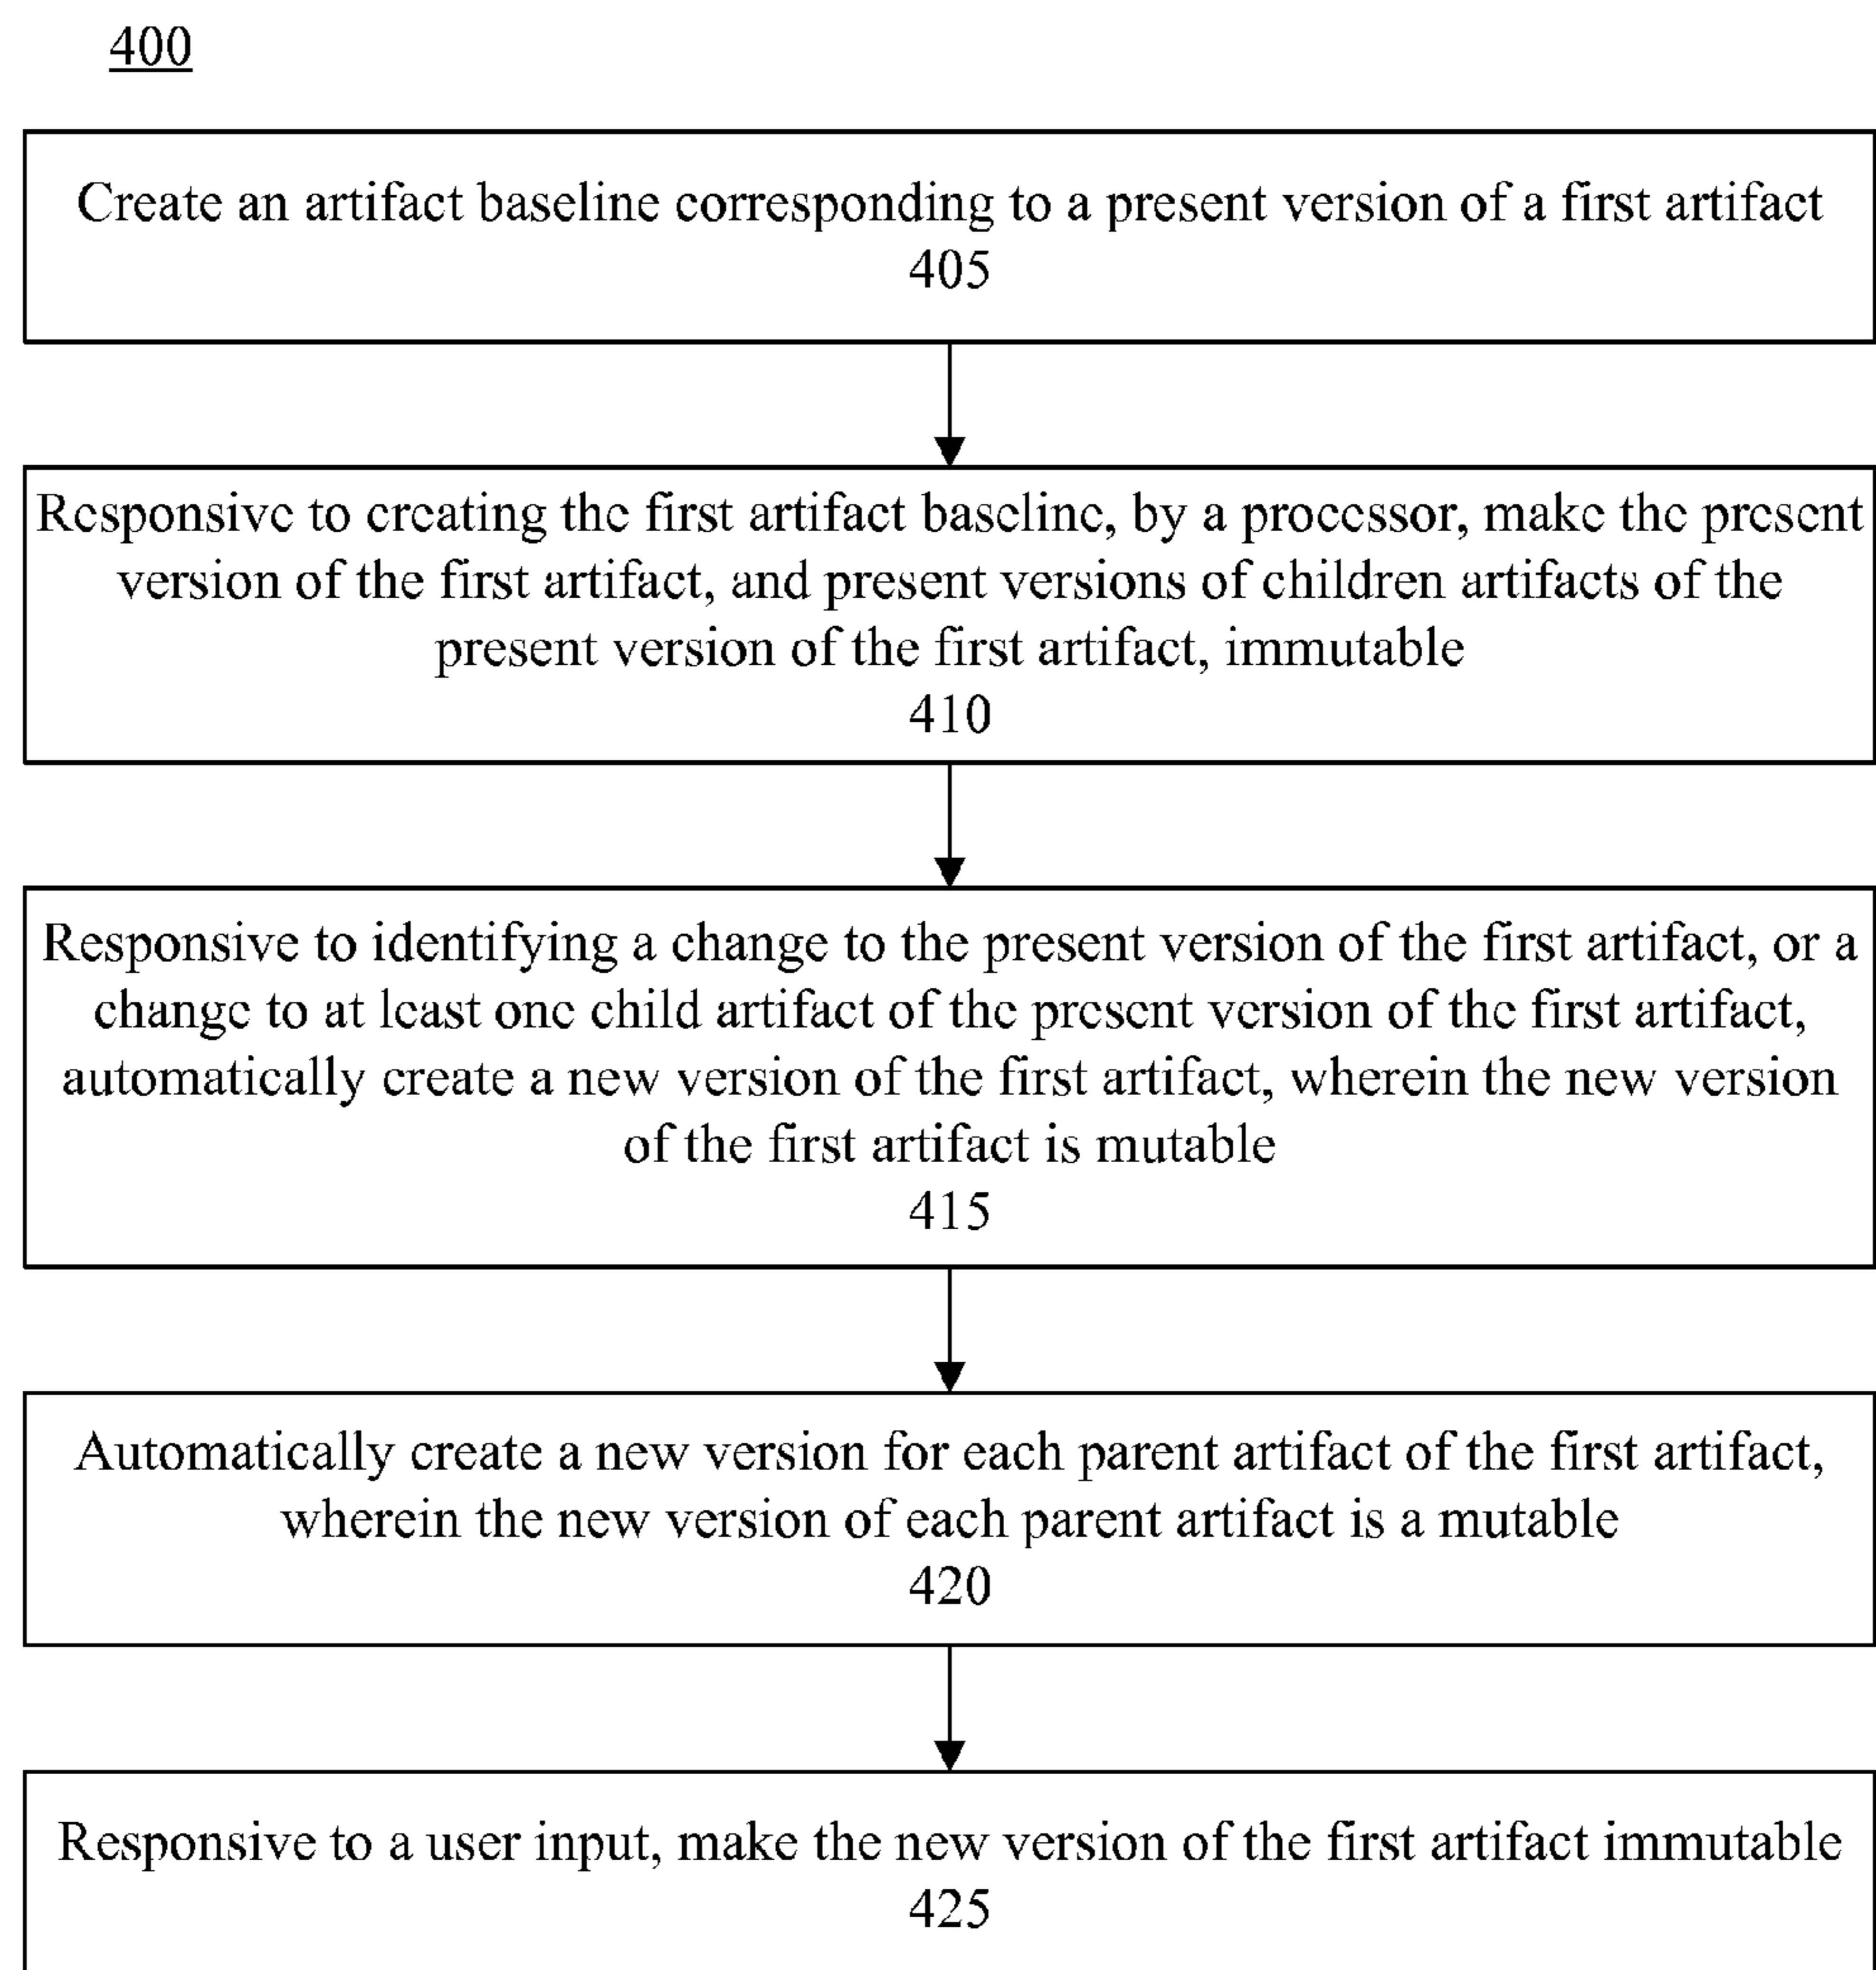 400
Create an artifact baseline corresponding to a present version of a first artifact
405
Responsive to creating the first artifact baseline, by a processor, make the present
version of the first artifact, and present versions of children artifacts of the
present version of the first artifact, immutable
410
Responsive to identifying a change to the present version of the first artifact, or a
change to at least one child artifact of the present version of the first artifact,
automatically create a new version of the first artifact, wherein the new version
of the first artifact is mutable
415
Automatically create a new version for each parent artifact of the first artifact,
wherein the new version of each parent artifact is a mutable
420
Responsive to a user input, make the new version of the first artifact immutable
425